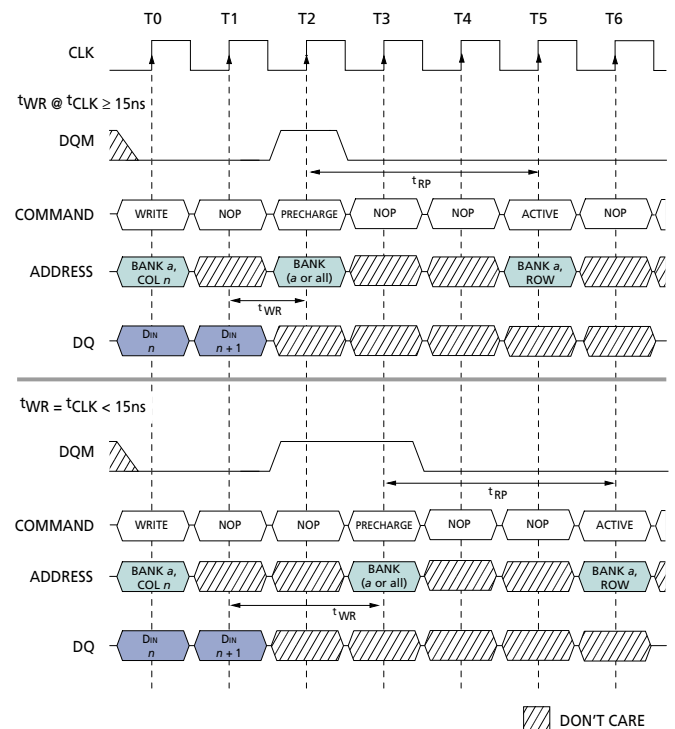 T0 T1 T2 T3 T4 T5 T6
CLK
tWR @ tCLK ≥ 15ns
DQM
tRP
COMMAND WRITE NOP PRECHARGE NOP NOP ACTIVE NOP
ADDRESS BANK a, COL n BANK (a or all) BANK a, ROW
tWR
DQ DIN n DIN n + 1
tWR = tCLK < 15ns
DQM
tRP
COMMAND WRITE NOP NOP PRECHARGE NOP NOP ACTIVE
ADDRESS BANK a, COL n BANK (a or all) BANK a, ROW
tWR
DQ DIN n DIN n + 1
DON'T CARE